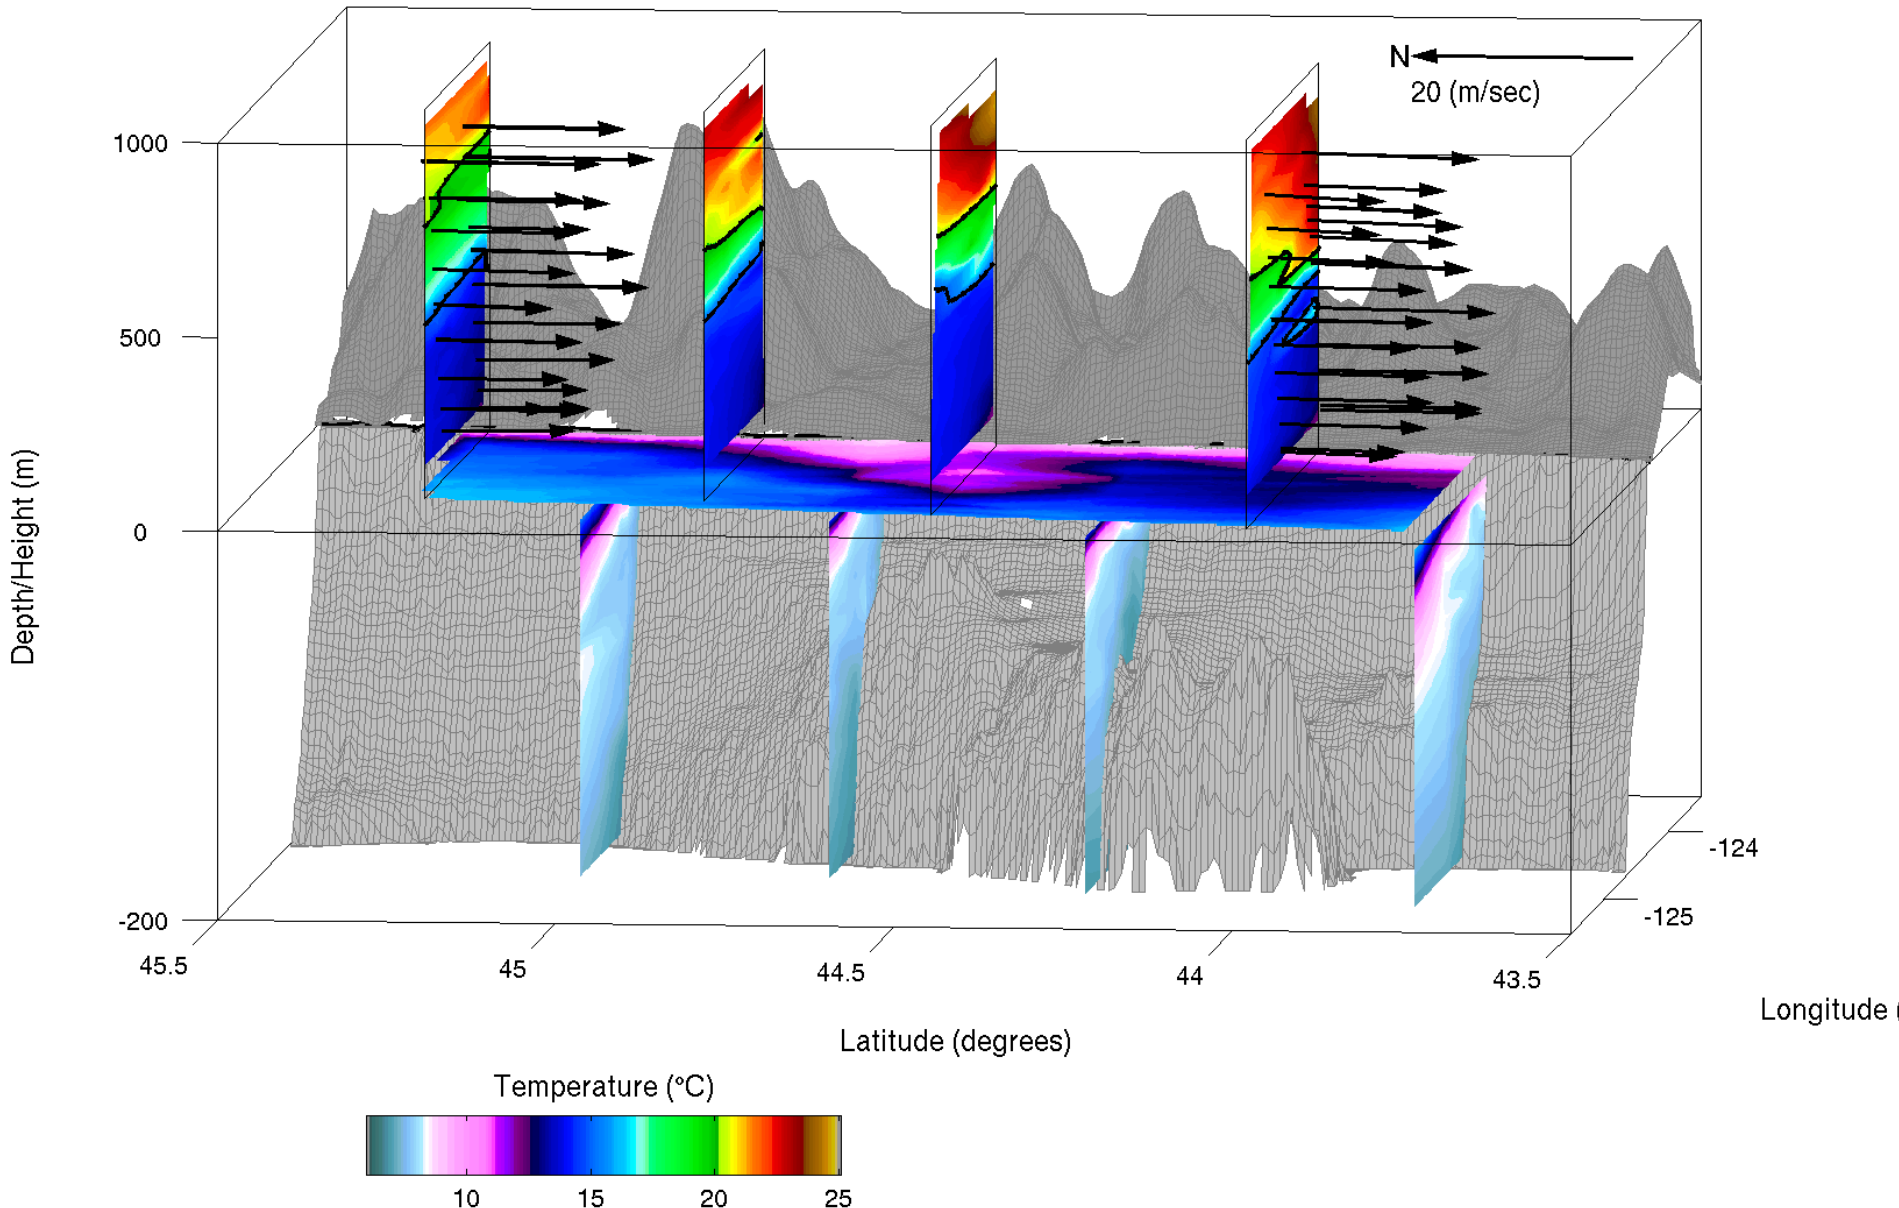 N
20 (m/sec)
1000
500
0
-200
Depth/Height (m)
45.5
45
44.5
44
43.5
-124
-125
Longitude (
Latitude (degrees)
Temperature (°C)
10
15
20
25